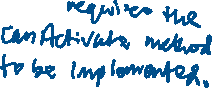 requires the
CanActivate method
to be implemented.